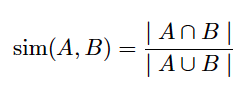 sim(A, B) = | A ∩ B | / | A ∪ B |